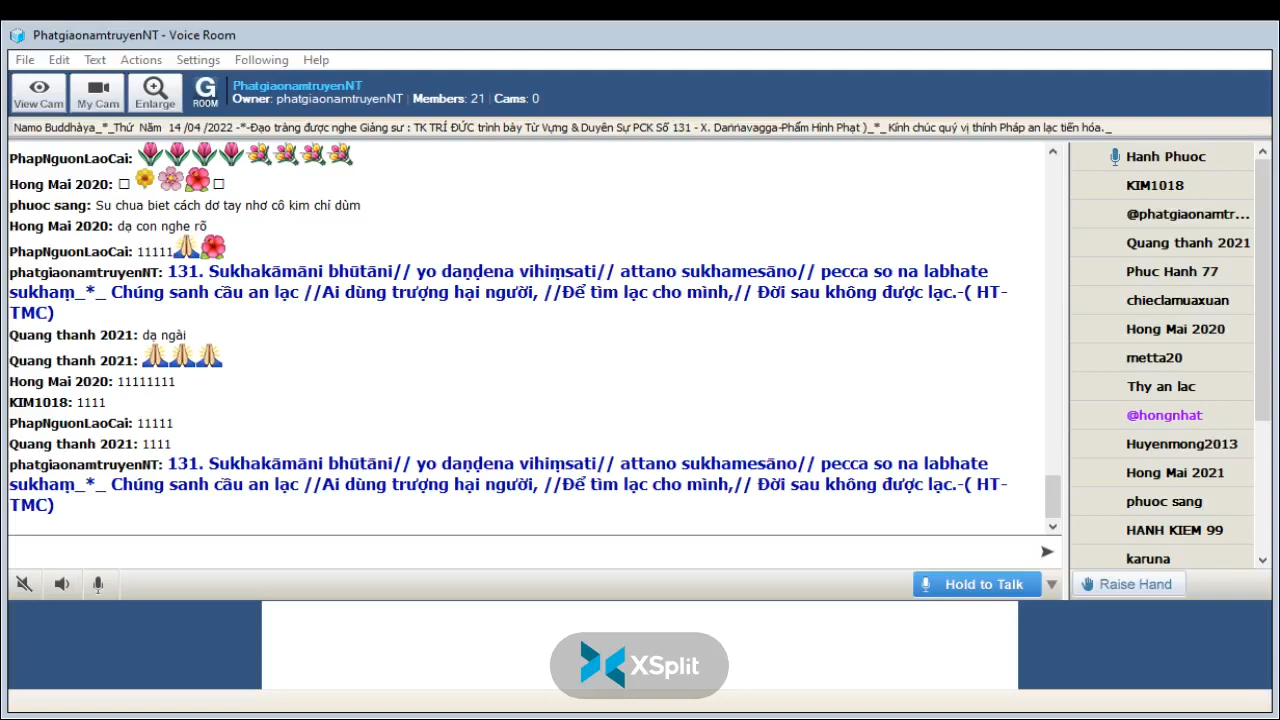 PhatgiaonamtruyenNT - Voice Room
File Edit Text Actions Settings Following Help
View Cam My Cam Enlarge G ROOM
PhatgiaonamtruyenNT
Owner: phatgiaonamtruyenNT | Members: 21 | Cams: 0
Namo Buddhàya_*_Thứ Năm 14 /04 /2022 -*-Đạo tràng được nghe Giảng sư : TK TRÍ ĐỨC trình bày Từ Vựng & Duyên Sự PCK Số 131 - X. Daṇṇavagga-Phẩm Hình Phạt )_*_ Kính chúc quý vị thính Pháp an lạc tiến hóa._
PhapNguonLaoCai:
Hong Mai 2020:
phuoc sang: Su chua biet cách dơ tay nhơ cô kim chỉ dùm
Hong Mai 2020: dạ con nghe rõ
PhapNguonLaoCai: 11111
phatgiaonamtruyenNT: 131. Sukhakāmāni bhūtāni// yo daṇḍena vihiṃsati// attano sukhamesāno// pecca so na labhate
sukhaṃ_*_ Chúng sanh cầu an lạc //Ai dùng trượng hại người, //Để tìm lạc cho mình,// Đời sau không được lạc.-( HT-
TMC)
Quang thanh 2021: dạ ngài
Quang thanh 2021:
Hong Mai 2020: 11111111
KIM1018: 1111
PhapNguonLaoCai: 11111
Quang thanh 2021: 1111
phatgiaonamtruyenNT: 131. Sukhakāmāni bhūtāni// yo daṇḍena vihiṃsati// attano sukhamesāno// pecca so na labhate
sukhaṃ_*_ Chúng sanh cầu an lạc //Ai dùng trượng hại người, //Để tìm lạc cho mình,// Đời sau không được lạc.-( HT-
TMC)
Hanh Phuoc
KIM1018
@phatgiaonamtr...
Quang thanh 2021
Phuc Hanh 77
chieclamuaxuan
Hong Mai 2020
metta20
Thy an lac
@hongnhat
Huyenmong2013
Hong Mai 2021
phuoc sang
HANH KIEM 99
karuna
Hold to Talk
Raise Hand
XSplit